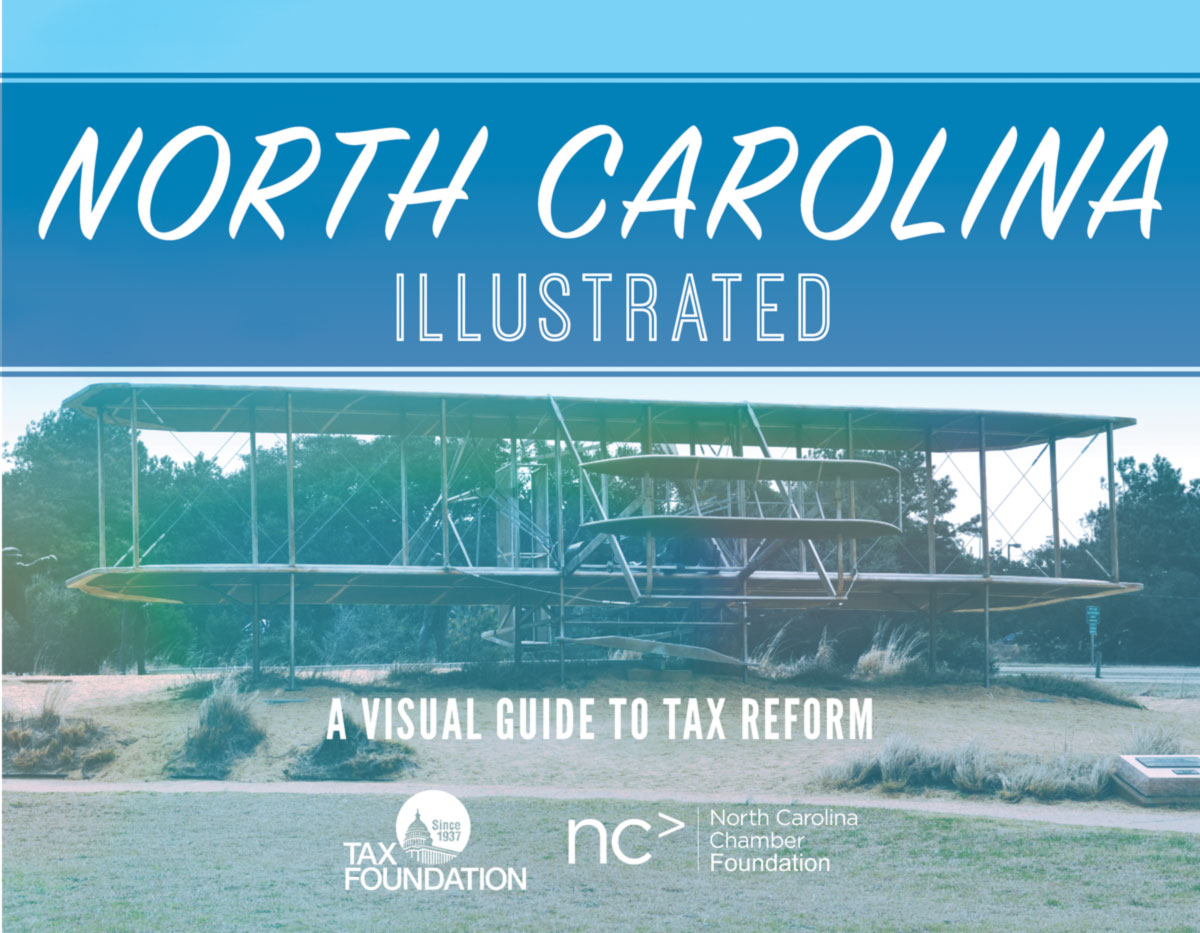 NORTH CAROLINA
ILLUSTRATED
A VISUAL GUIDE TO TAX REFORM
Since
1937
TAX
FOUNDATION
nc>
North Carolina
Chamber
Foundation